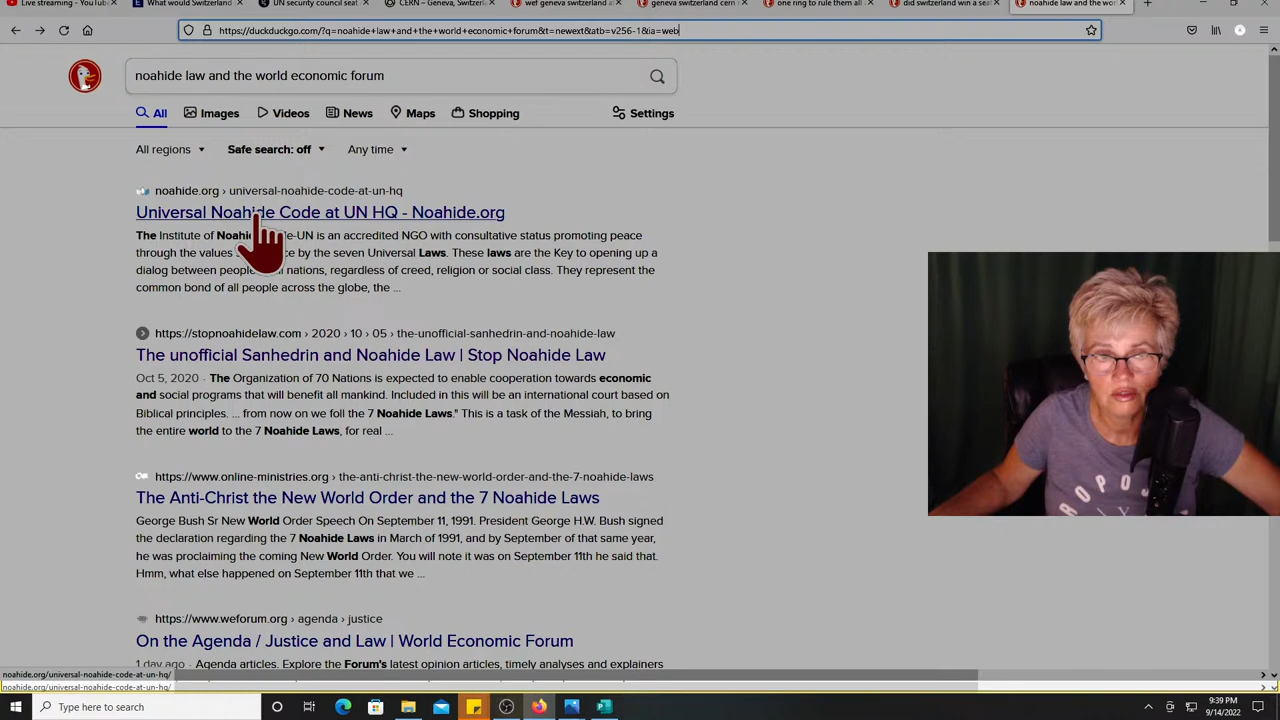 Live streaming - YouTub
What would Switzerla
UN security council seat
CERN – Geneva, Switzerl
wef geneva switzerland at
geneva switzerland cern
one ring to rule them all
did switzerland win a sea
noahide law and the worl
https://duckduckgo.com/?q=noahide+law+and+the+world+economic+forum&t=newext&atb=v256-1&ia=web
noahide law and the world economic forum
All Images Videos News Maps Shopping Settings
All regions Safe search: off Any time
noahide.org › universal-noahide-code-at-un-hq
Universal Noahide Code at UN HQ - Noahide.org
The Institute of Noahi e-UN is an accredited NGO with consultative status promoting peace
through the values by the seven Universal Laws. These laws are the Key to opening up a
dialog between people nations, regardless of creed, religion or social class. They represent the
common bond of all people across the globe, the ...
https://stopnoahidelaw.com › 2020 › 10 › 05 › the-unofficial-sanhedrin-and-noahide-law
The unofficial Sanhedrin and Noahide Law | Stop Noahide Law
Oct 5, 2020 · The Organization of 70 Nations is expected to enable cooperation towards economic
and social programs that will benefit all mankind. Included in this will be an international court based on
Biblical principles. ... from now on we foll the 7 Noahide Laws." This is a task of the Messiah, to bring
the entire world to the 7 Noahide Laws, for real ...
https://www.online-ministries.org › the-anti-christ-the-new-world-order-and-the-7-noahide-laws
The Anti-Christ the New World Order and the 7 Noahide Laws
George Bush Sr New World Order Speech On September 11, 1991. President George H.W. Bush signed
the declaration regarding the 7 Noahide Laws in March of 1991, and by September of that same year,
he was proclaiming the coming New World Order. You will note it was on September 11th he said that.
Hmm, what else happened on September 11th that we ...
https://www.weforum.org › agenda › justice
On the Agenda / Justice and Law | World Economic Forum
1 day ago · Agenda articles. Explore the Forum's latest opinion articles, timely analyses and explainers
noahide.org/universal-noahide-code-at-un-hq/
noahide.org/universal-noahide-code-at-un-hq/
Type here to search
9:39 PM
9/14/2022